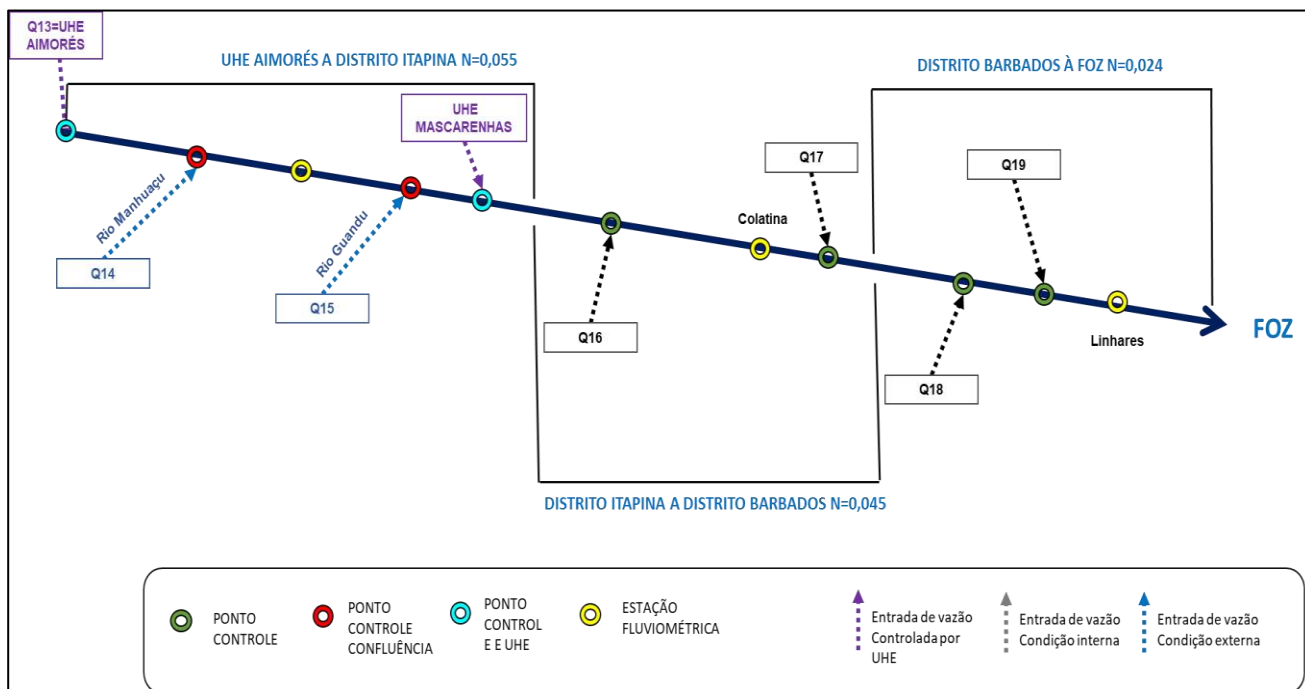 Q13=UHE
AIMORÉS
UHE AIMORÉS A DISTRITO ITAPINA N=0,055
DISTRITO BARBADOS À FOZ N=0,024
UHE
MASCARENHAS
Q17
Q19
Rio Manhuaçu
Q14
Rio Guandu
Q15
Colatina
Q16
Q18
Linhares
FOZ
DISTRITO ITAPINA A DISTRITO BARBADOS N=0,045
PONTO
CONTROLE
PONTO
CONTROLE
CONFLUÊNCIA
PONTO
CONTROL
E E UHE
ESTAÇÃO
FLUVIOMÉTRICA
Entrada de vazão
Controlada por
UHE
Entrada de vazão
Condição interna
Entrada de vazão
Condição externa